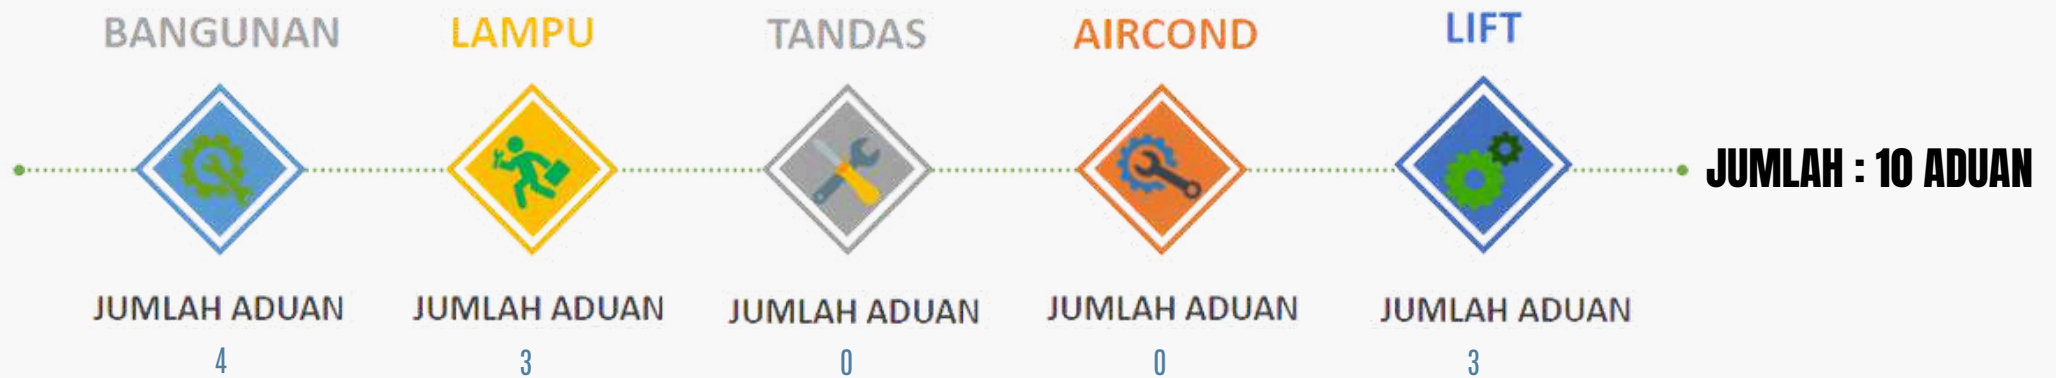 BANGUNAN LAMPU TANDAS AIRCOND LIFT
JUMLAH : 10 ADUAN
JUMLAH ADUAN JUMLAH ADUAN JUMLAH ADUAN JUMLAH ADUAN JUMLAH ADUAN
4 3 0 0 3